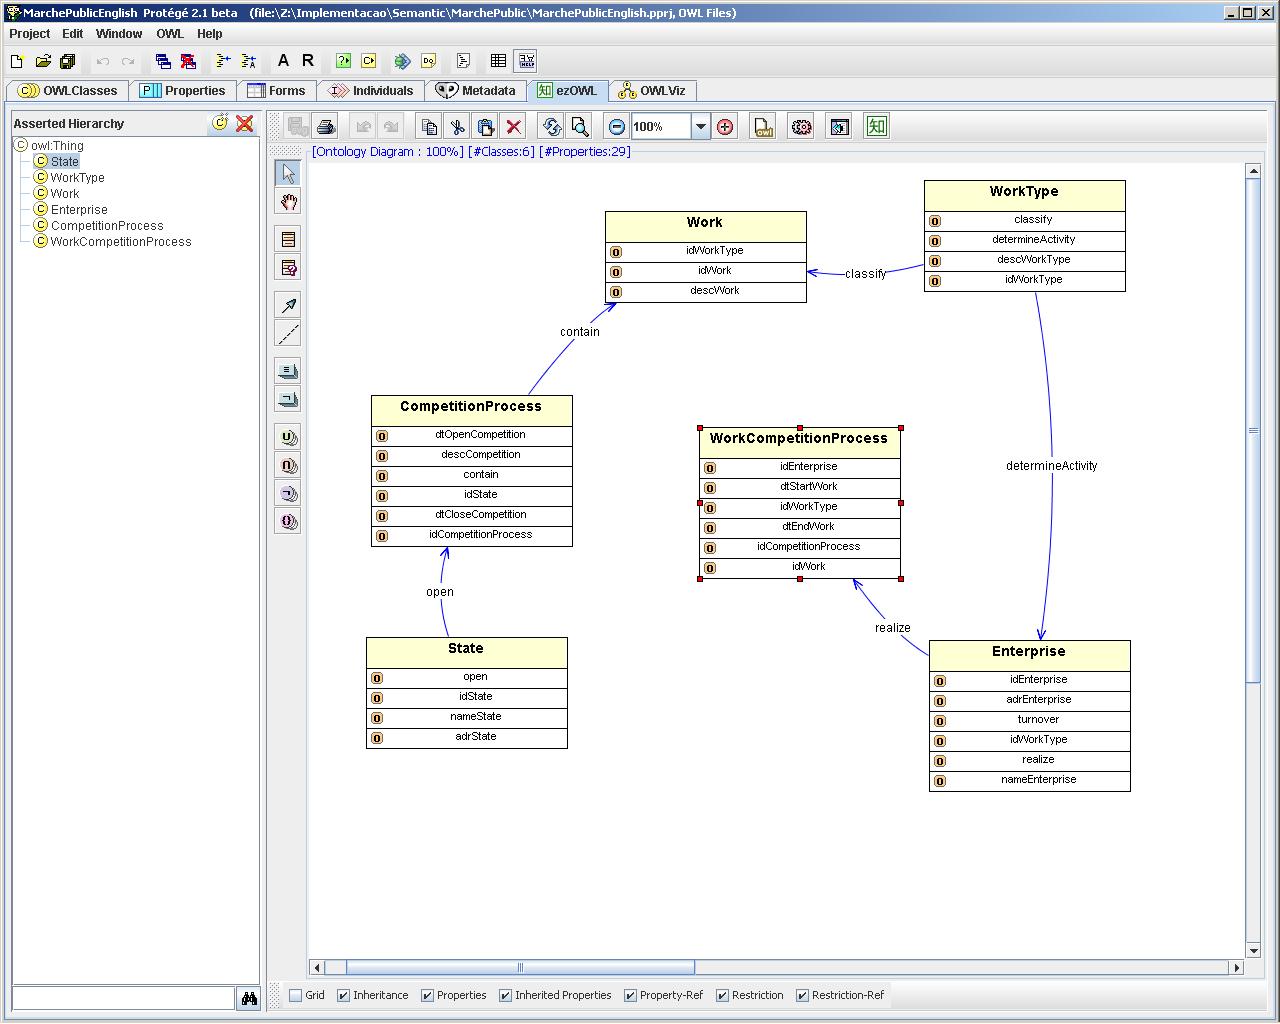 MarchePublicEnglish Protégé 2.1 beta (file:\Z:\Implementacao\Semantic\MarchePublic\MarchePublicEnglish.pprj, OWL Files)
Project Edit Window OWL Help
OWLClasses Properties Forms Individuals Metadata ezOWL OWLViz
Asserted Hierarchy
owl:Thing
State
WorkType
Work
Enterprise
CompetitionProcess
WorkCompetitionProcess
100%
[Ontology Diagram : 100%] [#Classes:6] [#Properties:29]
Work
idWorkType
idWork
descWork
WorkType
classify
determineActivity
descWorkType
idWorkType
classify
contain
CompetitionProcess
dtOpenCompetition
descCompetition
contain
idState
dtCloseCompetition
idCompetitionProcess
WorkCompetitionProcess
idEnterprise
dtStartWork
idWorkType
dtEndWork
idCompetitionProcess
idWork
determineActivity
open
realize
State
open
idState
nameState
adrState
Enterprise
idEnterprise
adrEnterprise
turnover
idWorkType
realize
nameEnterprise
Grid Inheritance Properties Inherited Properties Property-Ref Restriction Restriction-Ref